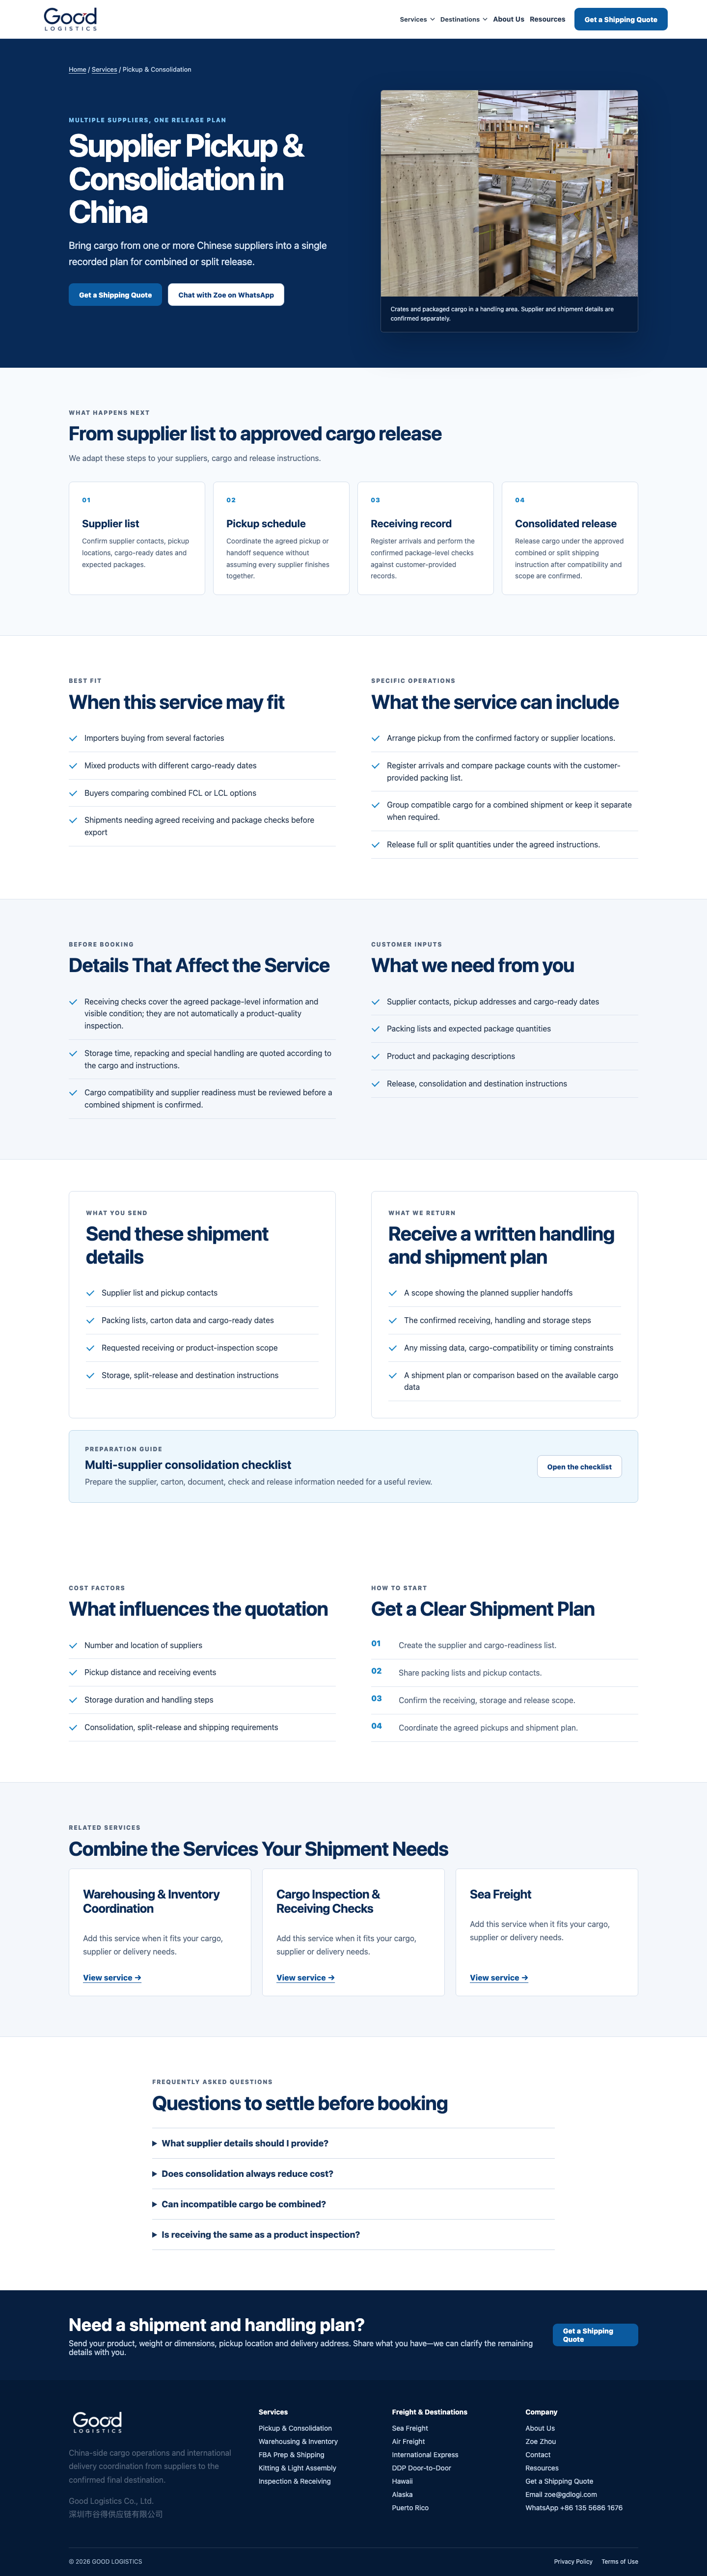 Good
LOGISTICS
Services
Destinations
About Us
Resources
Get a Shipping Quote
Home / Services / Pickup & Consolidation
MULTIPLE SUPPLIERS, ONE RELEASE PLAN
Supplier Pickup &
Consolidation in
China
Bring cargo from one or more Chinese suppliers into a single
recorded plan for combined or split release.
Get a Shipping Quote
Chat with Zoe on WhatsApp
Crates and packaged cargo in a handling area. Supplier and shipment details are
confirmed separately.
WHAT HAPPENS NEXT
From supplier list to approved cargo release
We adapt these steps to your suppliers, cargo and release instructions.
01
Supplier list
Confirm supplier contacts, pickup
locations, cargo-ready dates and
expected packages.
02
Pickup schedule
Coordinate the agreed pickup or
handoff sequence without
assuming every supplier finishes
together.
03
Receiving record
Register arrivals and perform the
confirmed package-level checks
against customer-provided
records.
04
Consolidated release
Release cargo under the approved
combined or split shipping
instruction after compatibility and
scope are confirmed.
BEST FIT
When this service may fit
Importers buying from several factories
Mixed products with different cargo-ready dates
Buyers comparing combined FCL or LCL options
Shipments needing agreed receiving and package checks before
export
SPECIFIC OPERATIONS
What the service can include
Arrange pickup from the confirmed factory or supplier locations.
Register arrivals and compare package counts with the customer-
provided packing list.
Group compatible cargo for a combined shipment or keep it separate
when required.
Release full or split quantities under the agreed instructions.
BEFORE BOOKING
Details That Affect the Service
Receiving checks cover the agreed package-level information and
visible condition; they are not automatically a product-quality
inspection.
Storage time, repacking and special handling are quoted according to
the cargo and instructions.
Cargo compatibility and supplier readiness must be reviewed before a
combined shipment is confirmed.
CUSTOMER INPUTS
What we need from you
Supplier contacts, pickup addresses and cargo-ready dates
Packing lists and expected package quantities
Product and packaging descriptions
Release, consolidation and destination instructions
WHAT YOU SEND
Send these shipment
details
Supplier list and pickup contacts
Packing lists, carton data and cargo-ready dates
Requested receiving or product-inspection scope
Storage, split-release and destination instructions
WHAT WE RETURN
Receive a written handling
and shipment plan
A scope showing the planned supplier handoffs
The confirmed receiving, handling and storage steps
Any missing data, cargo-compatibility or timing constraints
A shipment plan or comparison based on the available cargo
data
PREPARATION GUIDE
Multi-supplier consolidation checklist
Prepare the supplier, carton, document, check and release information needed for a useful review.
Open the checklist
COST FACTORS
What influences the quotation
Number and location of suppliers
Pickup distance and receiving events
Storage duration and handling steps
Consolidation, split-release and shipping requirements
HOW TO START
Get a Clear Shipment Plan
01 Create the supplier and cargo-readiness list.
02 Share packing lists and pickup contacts.
03 Confirm the receiving, storage and release scope.
04 Coordinate the agreed pickups and shipment plan.
RELATED SERVICES
Combine the Services Your Shipment Needs
Warehousing & Inventory
Coordination
Add this service when it fits your cargo,
supplier or delivery needs.
View service →
Cargo Inspection &
Receiving Checks
Add this service when it fits your cargo,
supplier or delivery needs.
View service →
Sea Freight
Add this service when it fits your cargo,
supplier or delivery needs.
View service →
FREQUENTLY ASKED QUESTIONS
Questions to settle before booking
What supplier details should I provide?
Does consolidation always reduce cost?
Can incompatible cargo be combined?
Is receiving the same as a product inspection?
Need a shipment and handling plan?
Send your product, weight or dimensions, pickup location and delivery address. Share what you have—we can clarify the remaining
details with you.
Get a Shipping
Quote
Good
LOGISTICS
China-side cargo operations and international
delivery coordination from suppliers to the
confirmed final destination.
Good Logistics Co., Ltd.
深圳市谷得供应链有限公司
Services
Pickup & Consolidation
Warehousing & Inventory
FBA Prep & Shipping
Kitting & Light Assembly
Inspection & Receiving
Freight & Destinations
Sea Freight
Air Freight
International Express
DDP Door-to-Door
Hawaii
Alaska
Puerto Rico
Company
About Us
Zoe Zhou
Contact
Resources
Get a Shipping Quote
Email zoe@gdlogi.com
WhatsApp +86 135 5686 1676
© 2026 GOOD LOGISTICS
Privacy Policy
Terms of Use